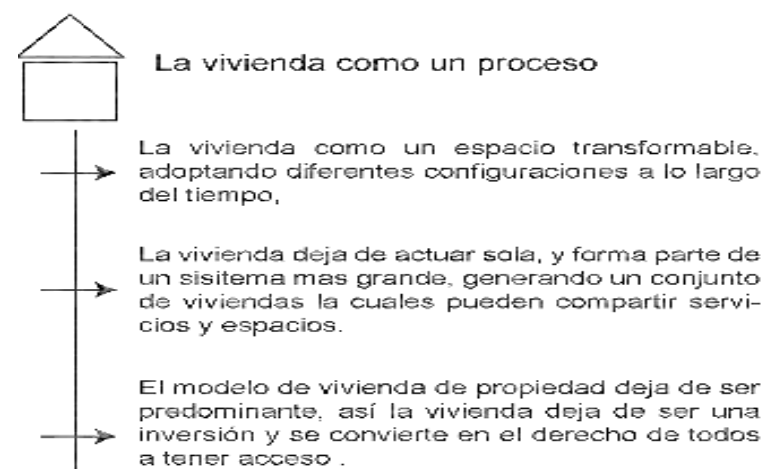 La vivienda como un proceso
La vivienda como un espacio transformable,
adoptando diferentes configuraciones a lo largo
del tiempo,
La vivienda deja de actuar sola, y forma parte de
un sisitema mas grande, generando un conjunto
de viviendas la cuales pueden compartir servi-
cios y espacios.
El modelo de vivienda de propiedad deja de ser
predominante, así la vivienda deja de ser una
inversión y se convierte en el derecho de todos
a tener acceso .